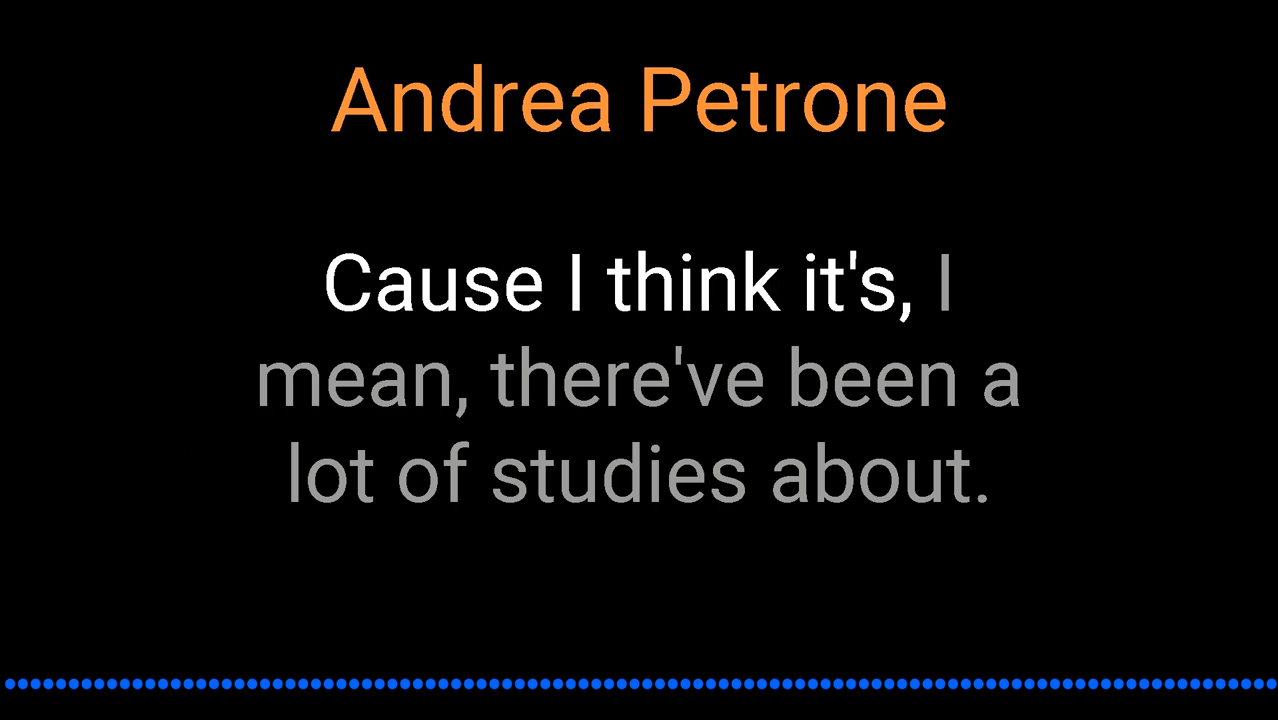 Andrea Petrone
Cause I think it's, I
mean, there've been a
lot of studies about.